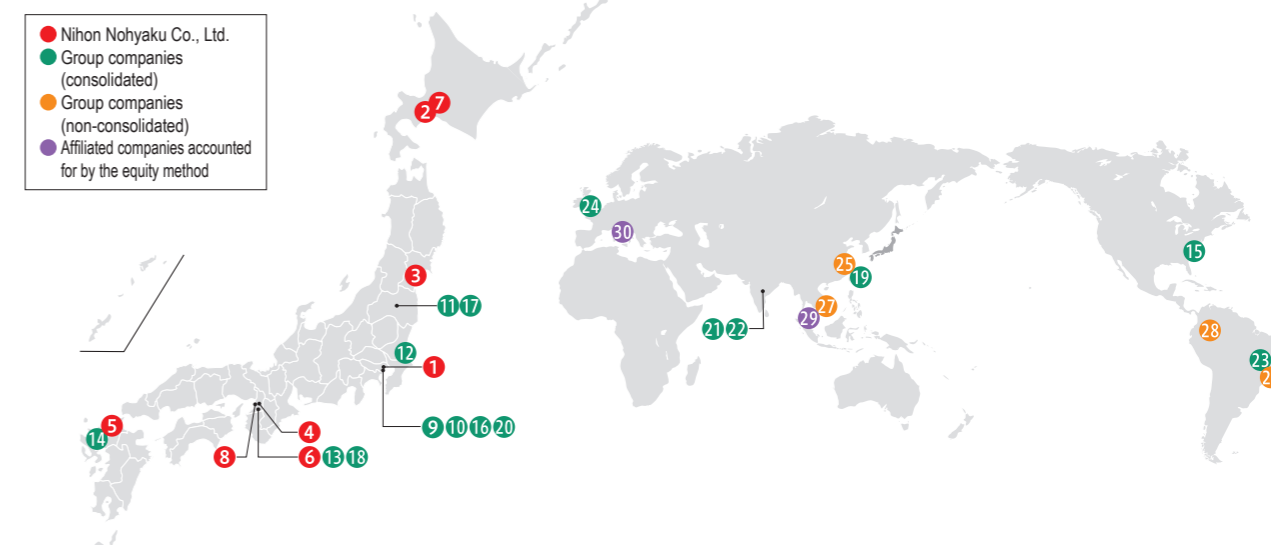 Nihon Nohyaku Co., Ltd.
Group companies
(consolidated)
Group companies
(non-consolidated)
Affiliated companies accounted
for by the equity method
2 7
3
11 17
12
1
9 10 16 20
5
14
4
8
6 13 18
24
30
25
19
27
29
21 22
15
28
23
2